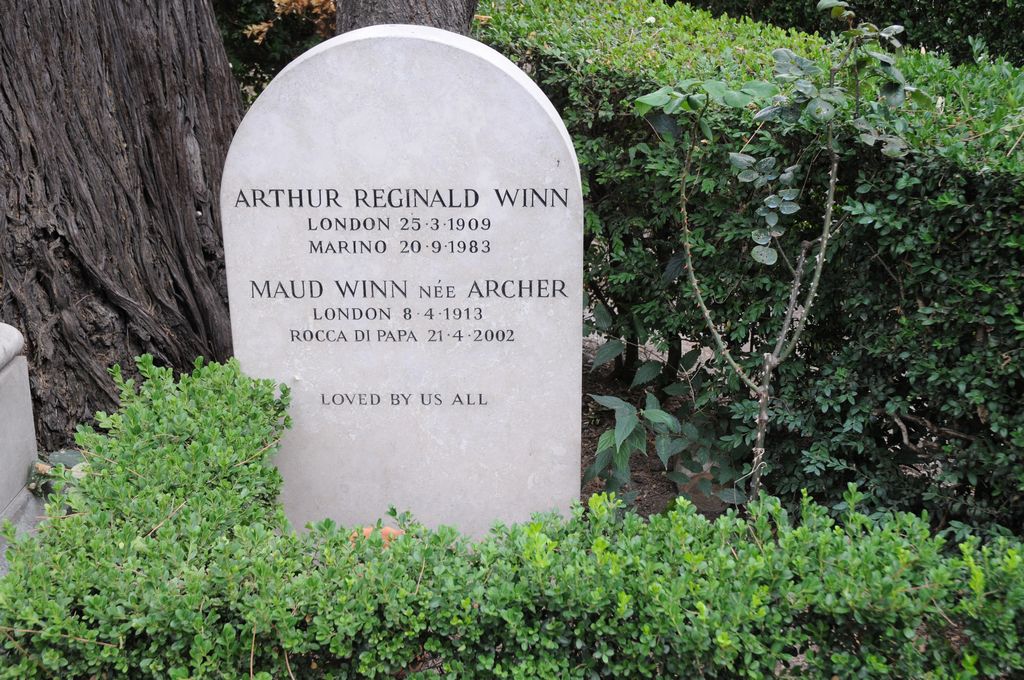 ARTHUR REGINALD WINN
LONDON 25·3·1909
MARINO 20·9·1983
MAUD WINN NÉE ARCHER
LONDON 8·4·1913
ROCCA DI PAPA 21·4·2002
LOVED BY US ALL